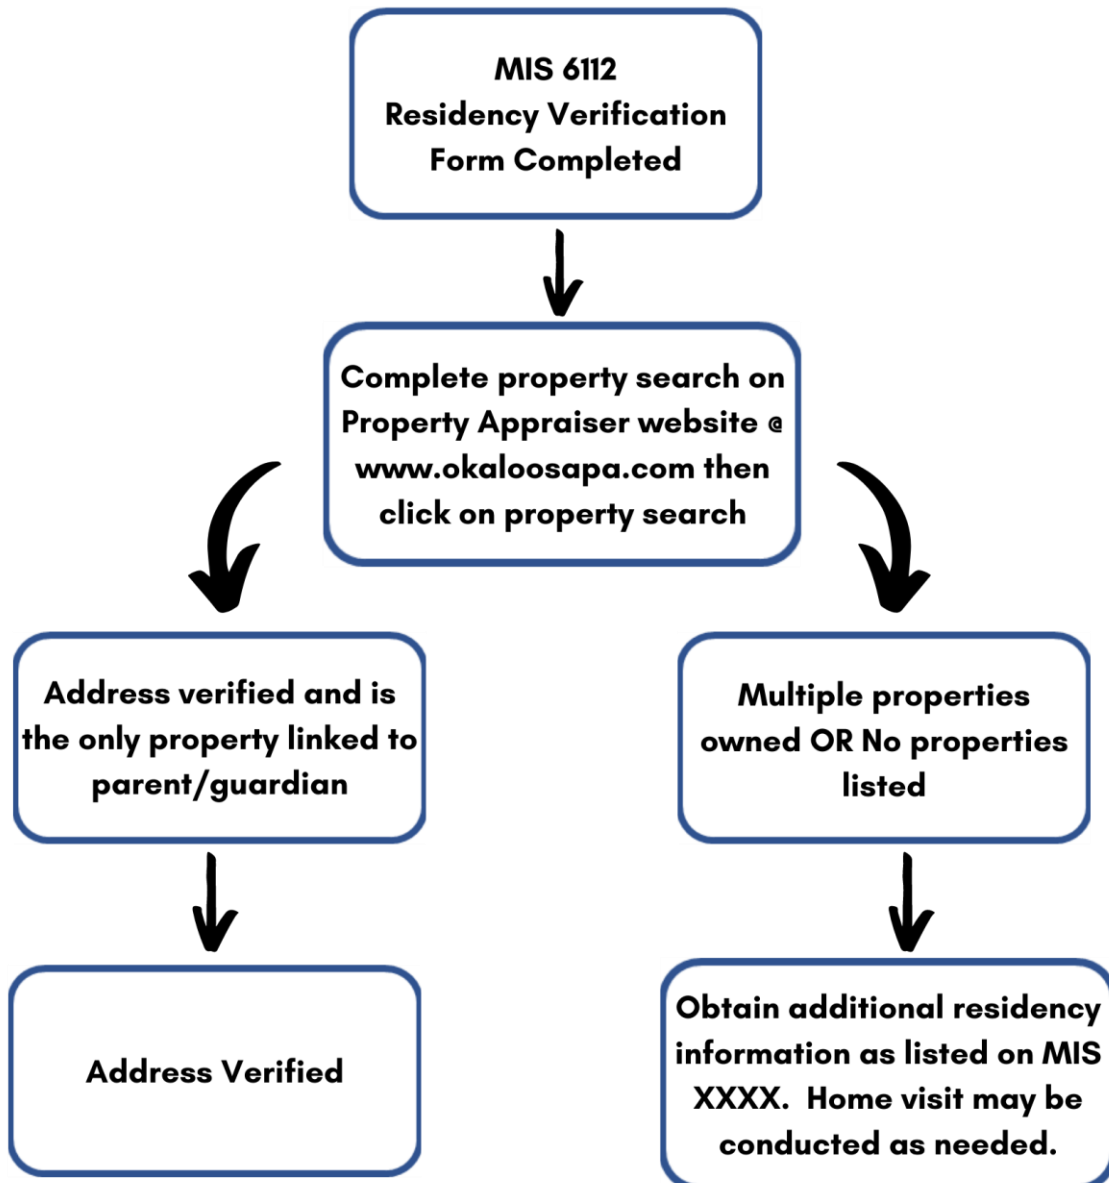 MIS 6112
Residency Verification
Form Completed
Complete property search on
Property Appraiser website @
www.okaloosapa.com then
click on property search
Address verified and is
the only property linked to
parent/guardian
Multiple properties
owned OR No properties
listed
Address Verified
Obtain additional residency
information as listed on MIS
XXXX. Home visit may be
conducted as needed.